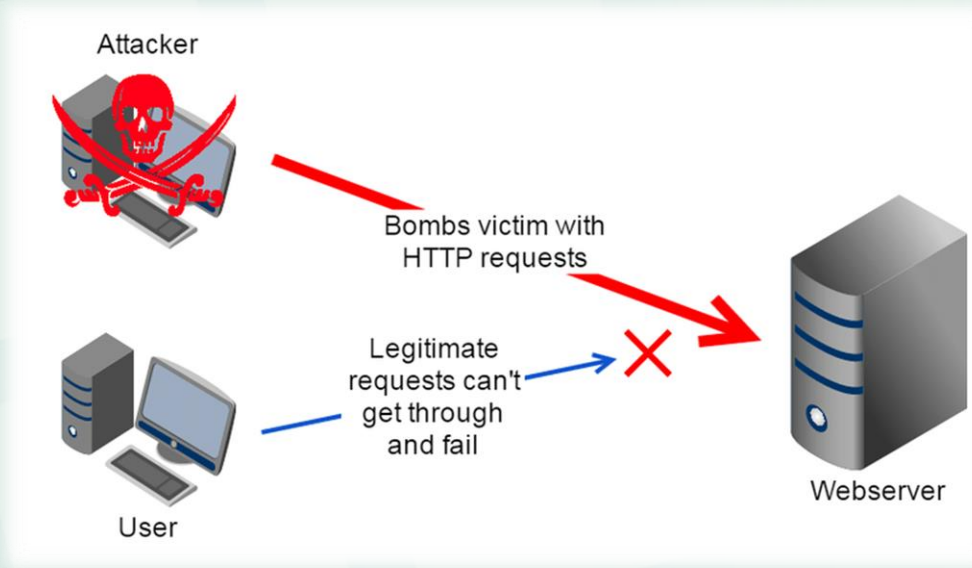 Attacker
Bombs victim with
HTTP requests
Legitimate
requests can't
get through
and fail
User
Webserver